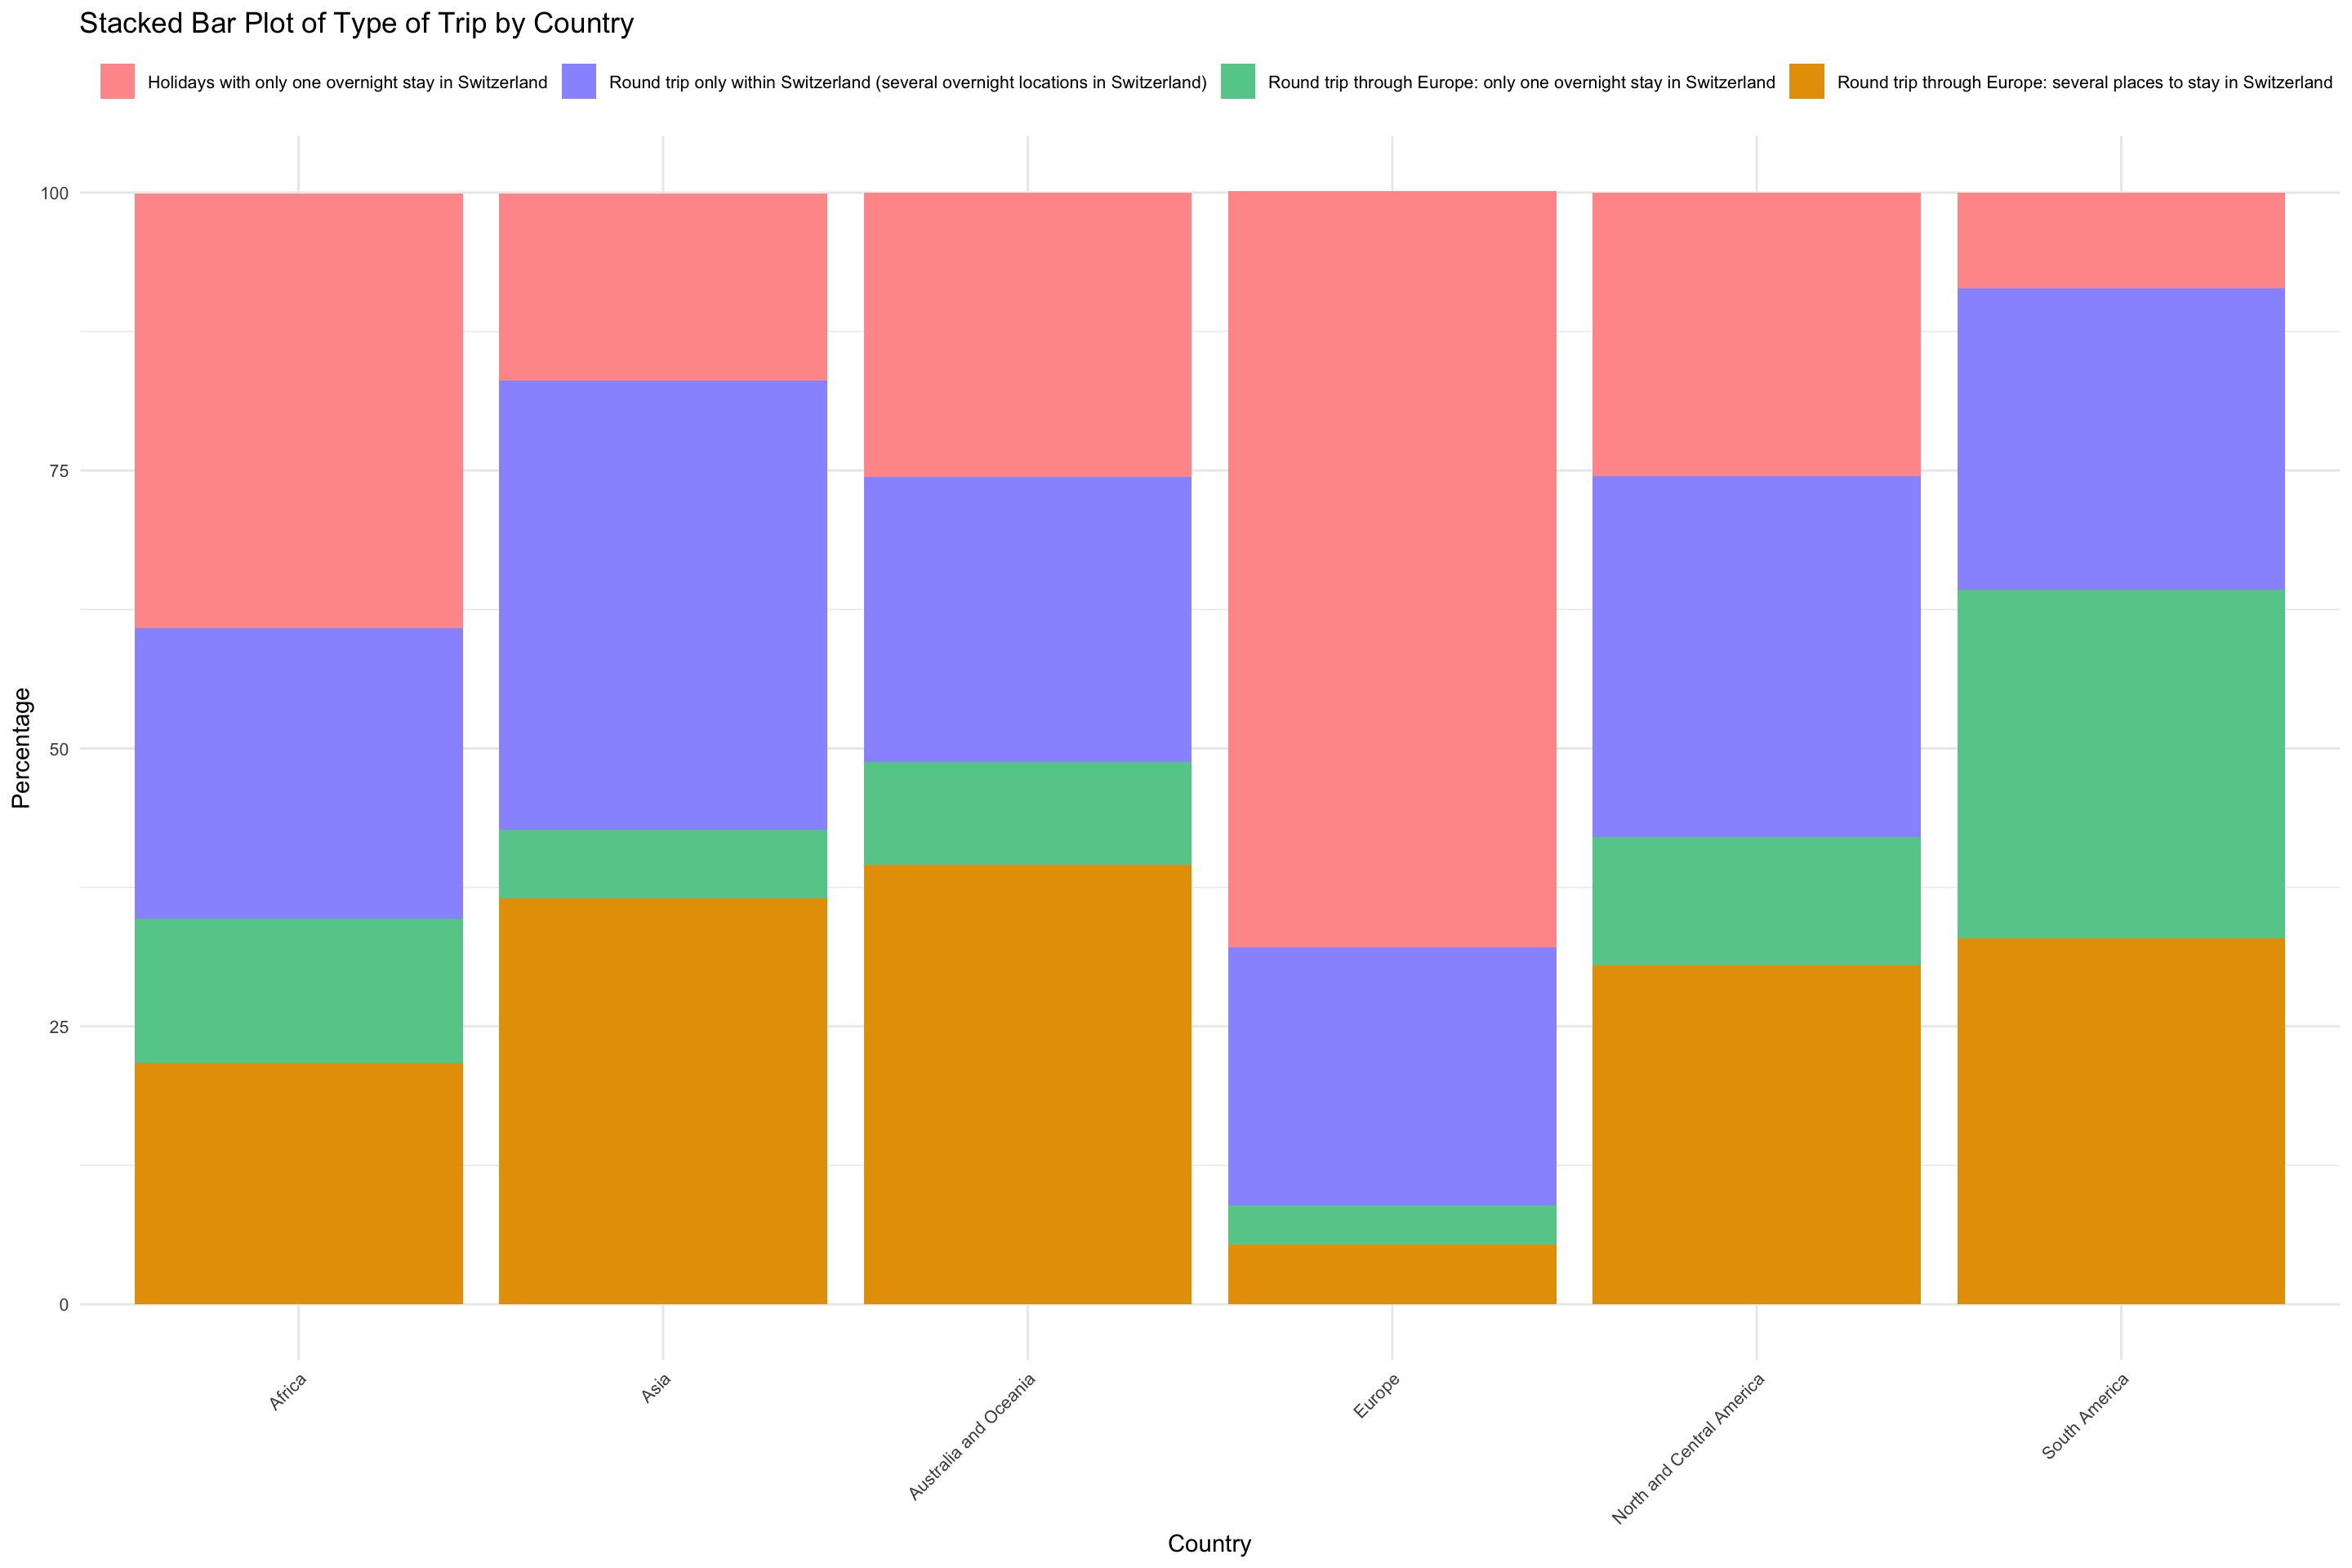 Stacked Bar Plot of Type of Trip by Country
Holidays with only one overnight stay in Switzerland
Round trip only within Switzerland (several overnight locations in Switzerland)
Round trip through Europe: only one overnight stay in Switzerland
Round trip through Europe: several places to stay in Switzerland
Percentage
100
75
50
25
0
Africa
Asia
Australia and Oceania
Europe
North and Central America
South America
Country